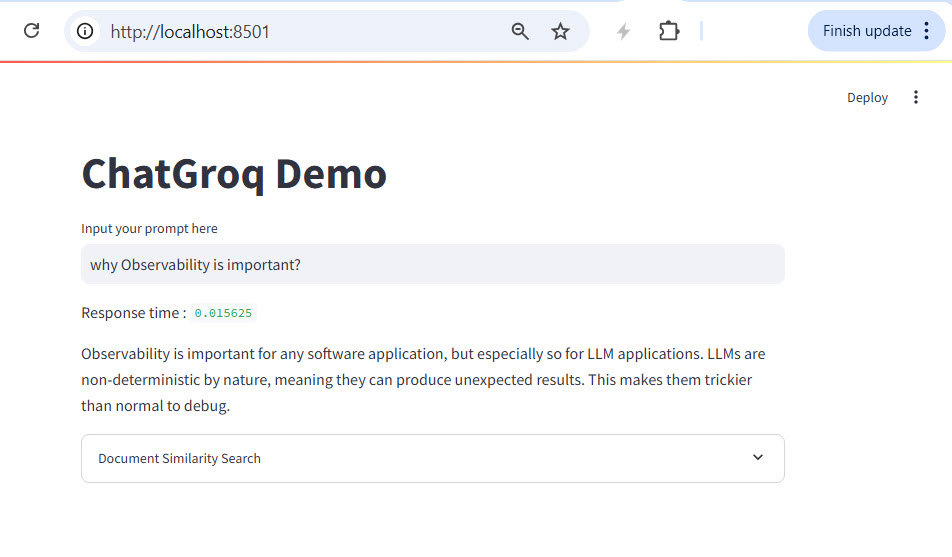 http://localhost:8501
Finish update
Deploy
ChatGroq Demo
Input your prompt here
why Observability is important?
Response time : 0.015625
Observability is important for any software application, but especially so for LLM applications. LLMs are
non-deterministic by nature, meaning they can produce unexpected results. This makes them trickier
than normal to debug.
Document Similarity Search